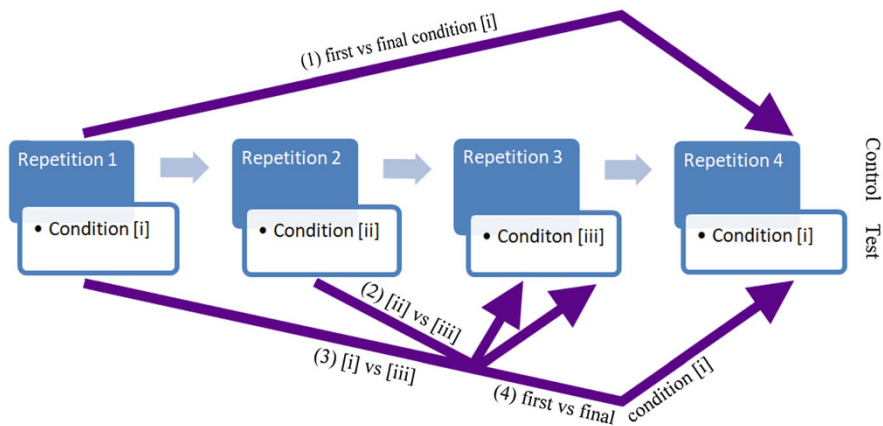 (1) first vs final condition [i]
Repetition 1
Repetition 2
Repetition 3
Repetition 4
Control
• Condition [i]
• Condition [ii]
• Conditon [iii]
• Condition [i]
Test
(2) [ii] vs [iii]
(3) [i] vs [iii]
(4) first vs final condition [i]